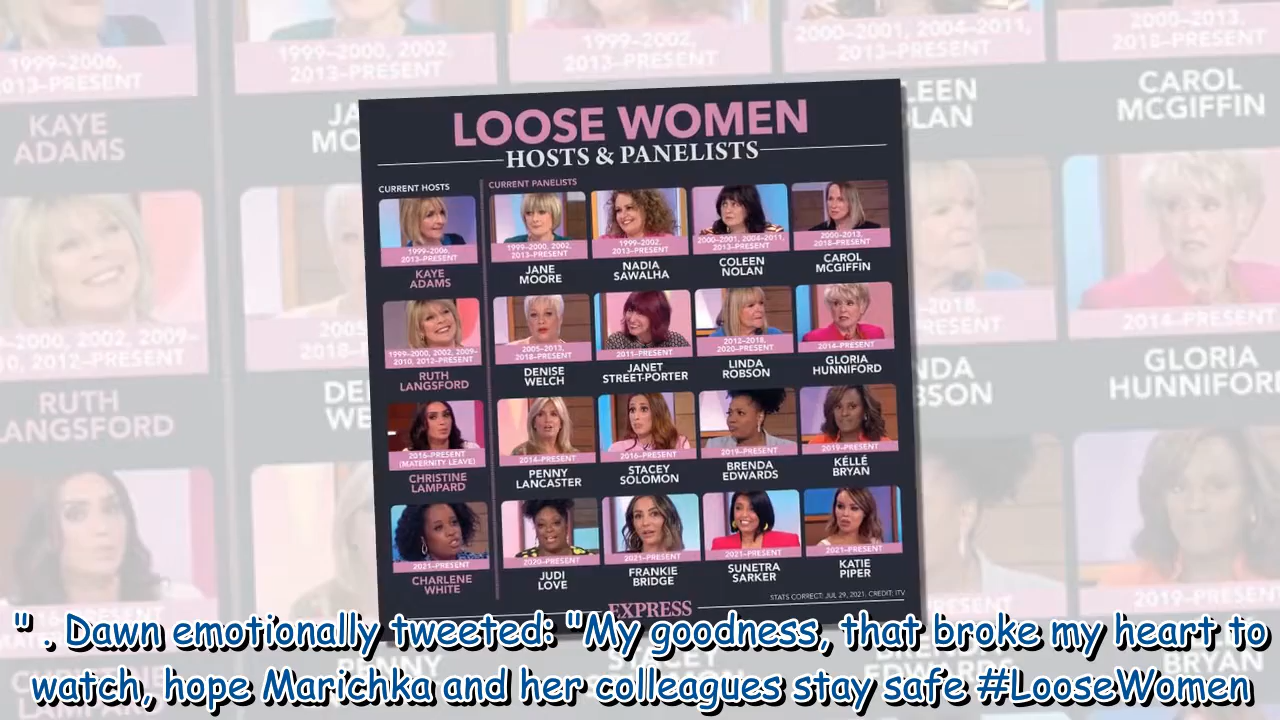 LOOSE WOMEN
HOSTS & PANELISTS
CURRENT HOSTS
CURRENT PANELISTS
1999–2006,
2013–PRESENT
KAYE
ADAMS
1999–2000, 2002,
2013–PRESENT
JANE
MOORE
1999–2002,
2013–PRESENT
NADIA
SAWALHA
2000–2001, 2004–2011,
2013–PRESENT
COLEEN
NOLAN
2000–2013,
2018–PRESENT
CAROL
MCGIFFIN
1999–2000, 2002, 2009–
2010, 2012–PRESENT
RUTH
LANGSFORD
2005–2013,
2018–PRESENT
DENISE
WELCH
2011–PRESENT
JANET
STREET-PORTER
2012–2018,
2020–PRESENT
LINDA
ROBSON
2014–PRESENT
GLORIA
HUNNIFORD
2016–PRESENT
(MATERNITY LEAVE)
CHRISTINE
LAMPARD
2014–PRESENT
PENNY
LANCASTER
2016–PRESENT
STACEY
SOLOMON
2019–PRESENT
BRENDA
EDWARDS
2019–PRESENT
KÉLLÉ
BRYAN
2021–PRESENT
CHARLENE
WHITE
2020–PRESENT
JUDI
LOVE
2021–PRESENT
FRANKIE
BRIDGE
2021–PRESENT
SUNETRA
SARKER
2021–PRESENT
KATIE
PIPER
STATS CORRECT: JUL 29, 2021. CREDIT: ITV
EXPRESS
" . Dawn emotionally tweeted: "My goodness, that broke my heart to
watch, hope Marichka and her colleagues stay safe #LooseWomen